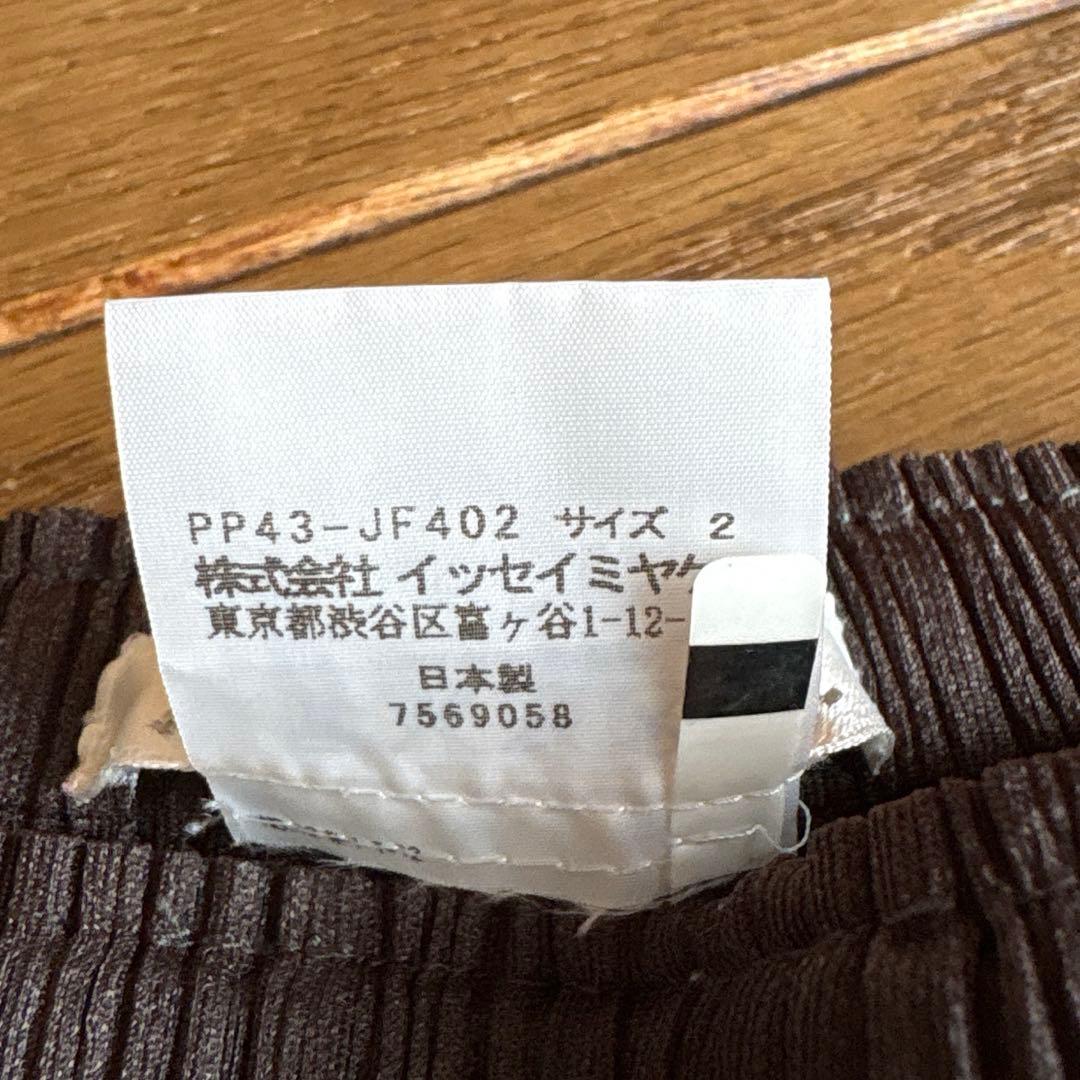 PP43-JF402 サイズ 2
株式会社 イッセイミヤケ
東京都渋谷区富ヶ谷1-12-
日本製
7569058